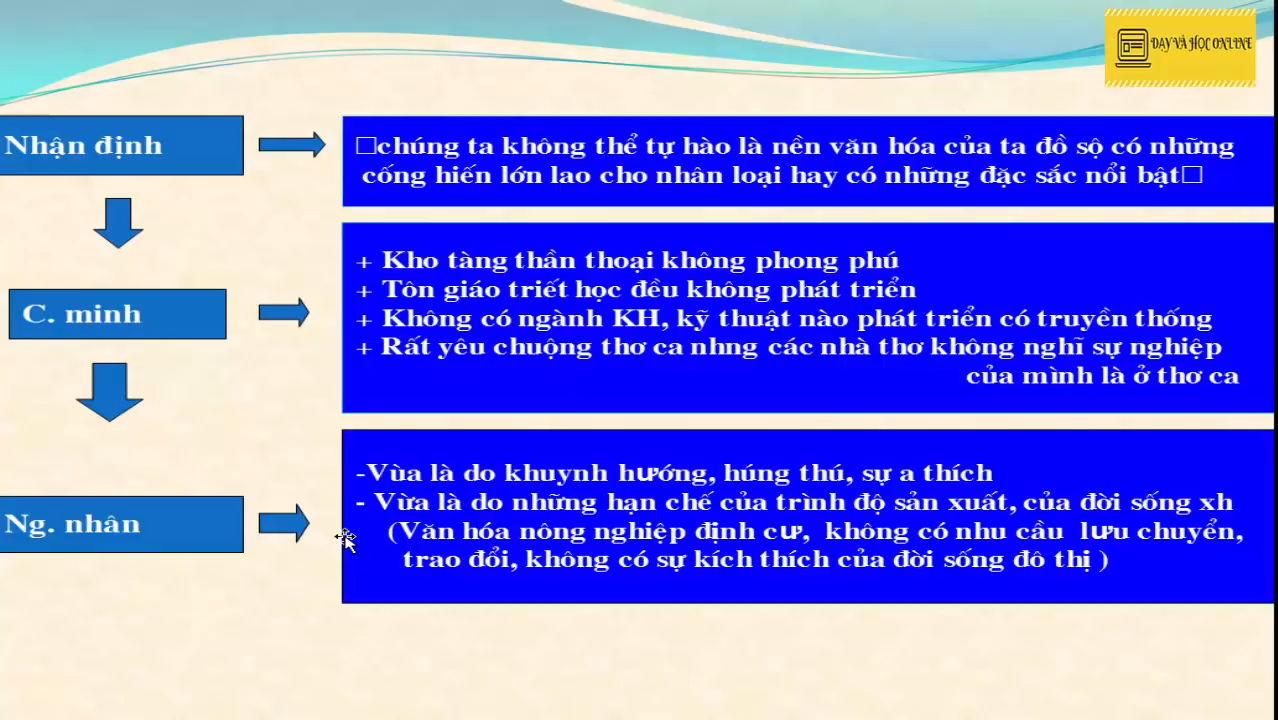 DẠY VÀ HỌC ONLINE
Nhận định
□chúng ta không thể tự hào là nền văn hóa của ta đồ sộ có những
cống hiến lớn lao cho nhân loại hay có những đặc sắc nổi bật□
C. minh
+ Kho tàng thần thoại không phong phú
+ Tôn giáo triết học đều không phát triển
+ Không có ngành KH, kỹ thuật nào phát triển có truyền thống
+ Rất yêu chuộng thơ ca nhng các nhà thơ không nghĩ sự nghiệp
của mình là ở thơ ca
Ng. nhân
-Vùa là do khuynh hướng, húng thú, sự a thích
- Vừa là do những hạn chế của trình độ sản xuất, của đời sống xh
(Văn hóa nông nghiệp định cư, không có nhu cầu lưu chuyển,
trao đổi, không có sự kích thích của đời sống đô thị )